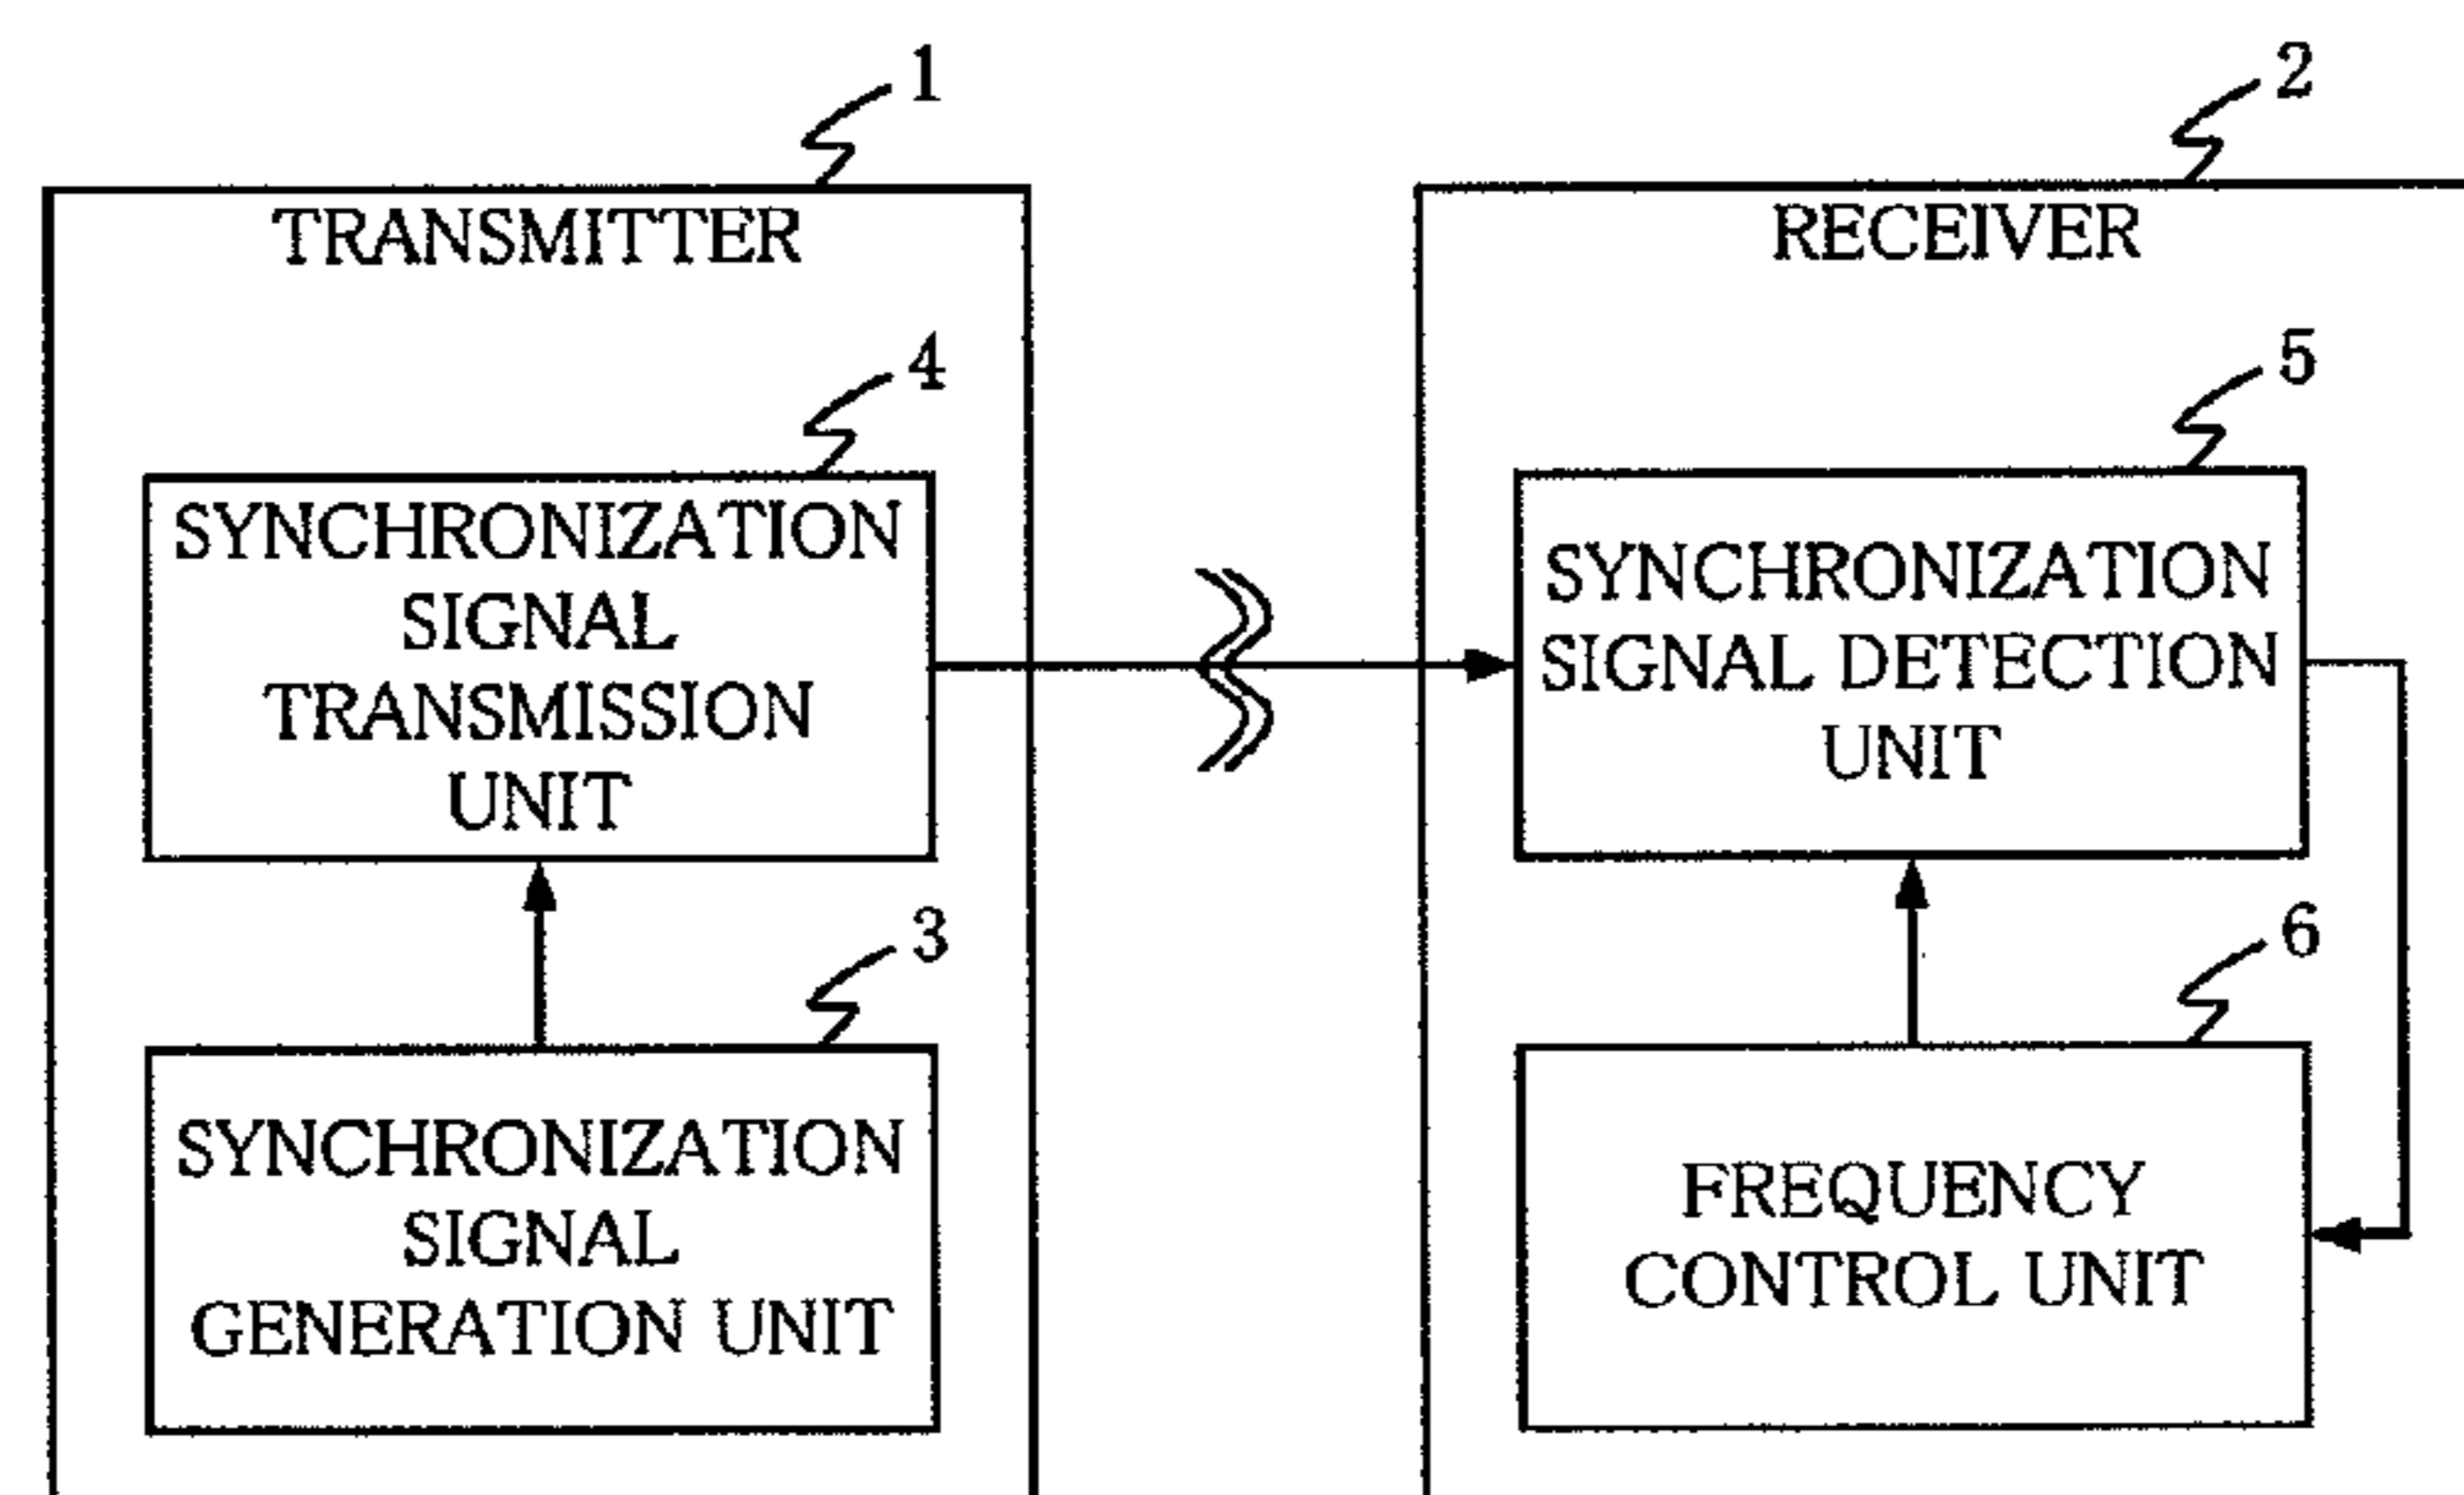 1
TRANSMITTER
4
SYNCHRONIZATION
SIGNAL
TRANSMISSION
UNIT
3
SYNCHRONIZATION
SIGNAL
GENERATION UNIT
2
RECEIVER
5
SYNCHRONIZATION
SIGNAL DETECTION
UNIT
6
FREQUENCY
CONTROL UNIT